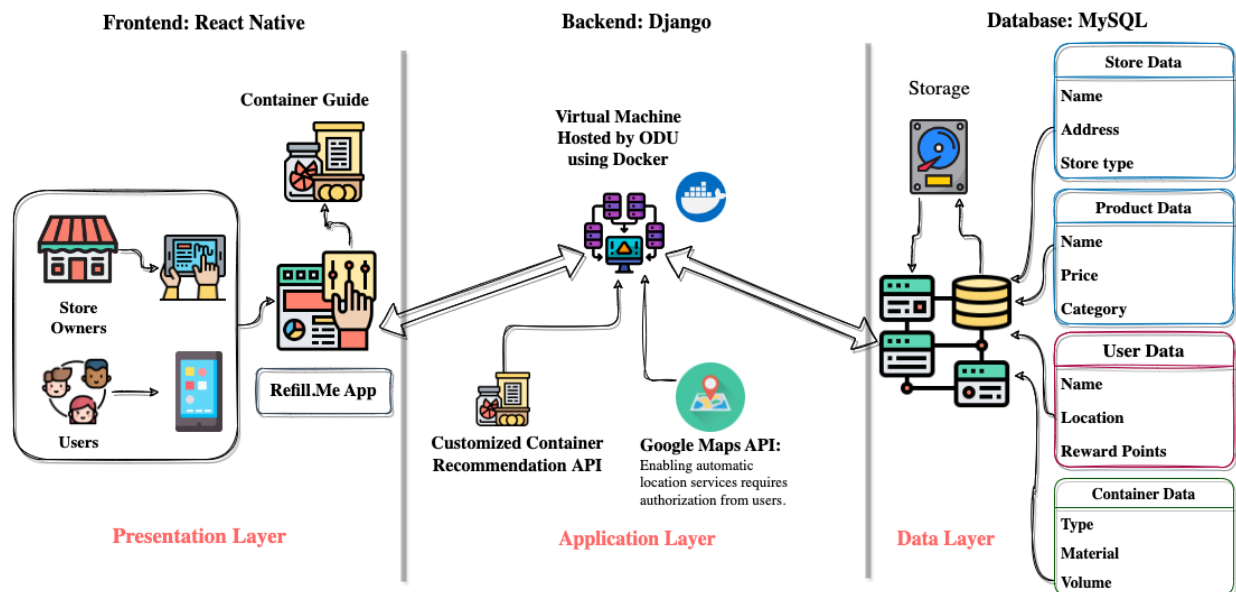 Frontend: React Native
Container Guide
Store
Owners
Users
Refill.Me App
Presentation Layer
Backend: Django
Virtual Machine
Hosted by ODU
using Docker
Customized Container
Recommendation API
Google Maps API:
Enabling automatic
location services requires
authorization from users.
Application Layer
Database: MySQL
Storage
Data Layer
Store Data
Name
Address
Store type
Product Data
Name
Price
Category
User Data
Name
Location
Reward Points
Container Data
Type
Material
Volume